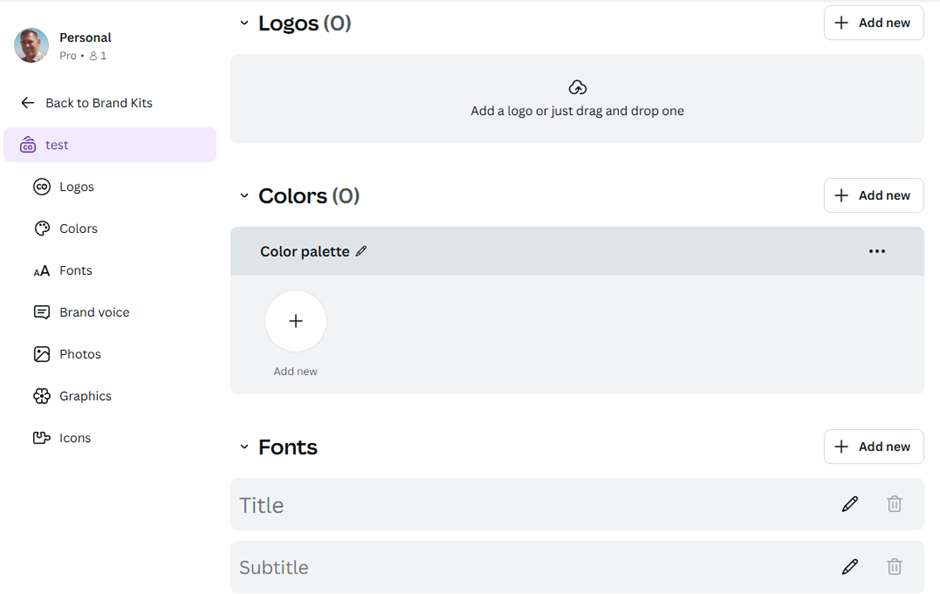 Personal
Pro • 1
Back to Brand Kits
test
Logos
Colors
Fonts
Brand voice
Photos
Graphics
Icons
Logos (0)
Add new
Add a logo or just drag and drop one
Colors (0)
Add new
Color palette
Add new
Fonts
Add new
Title
Subtitle